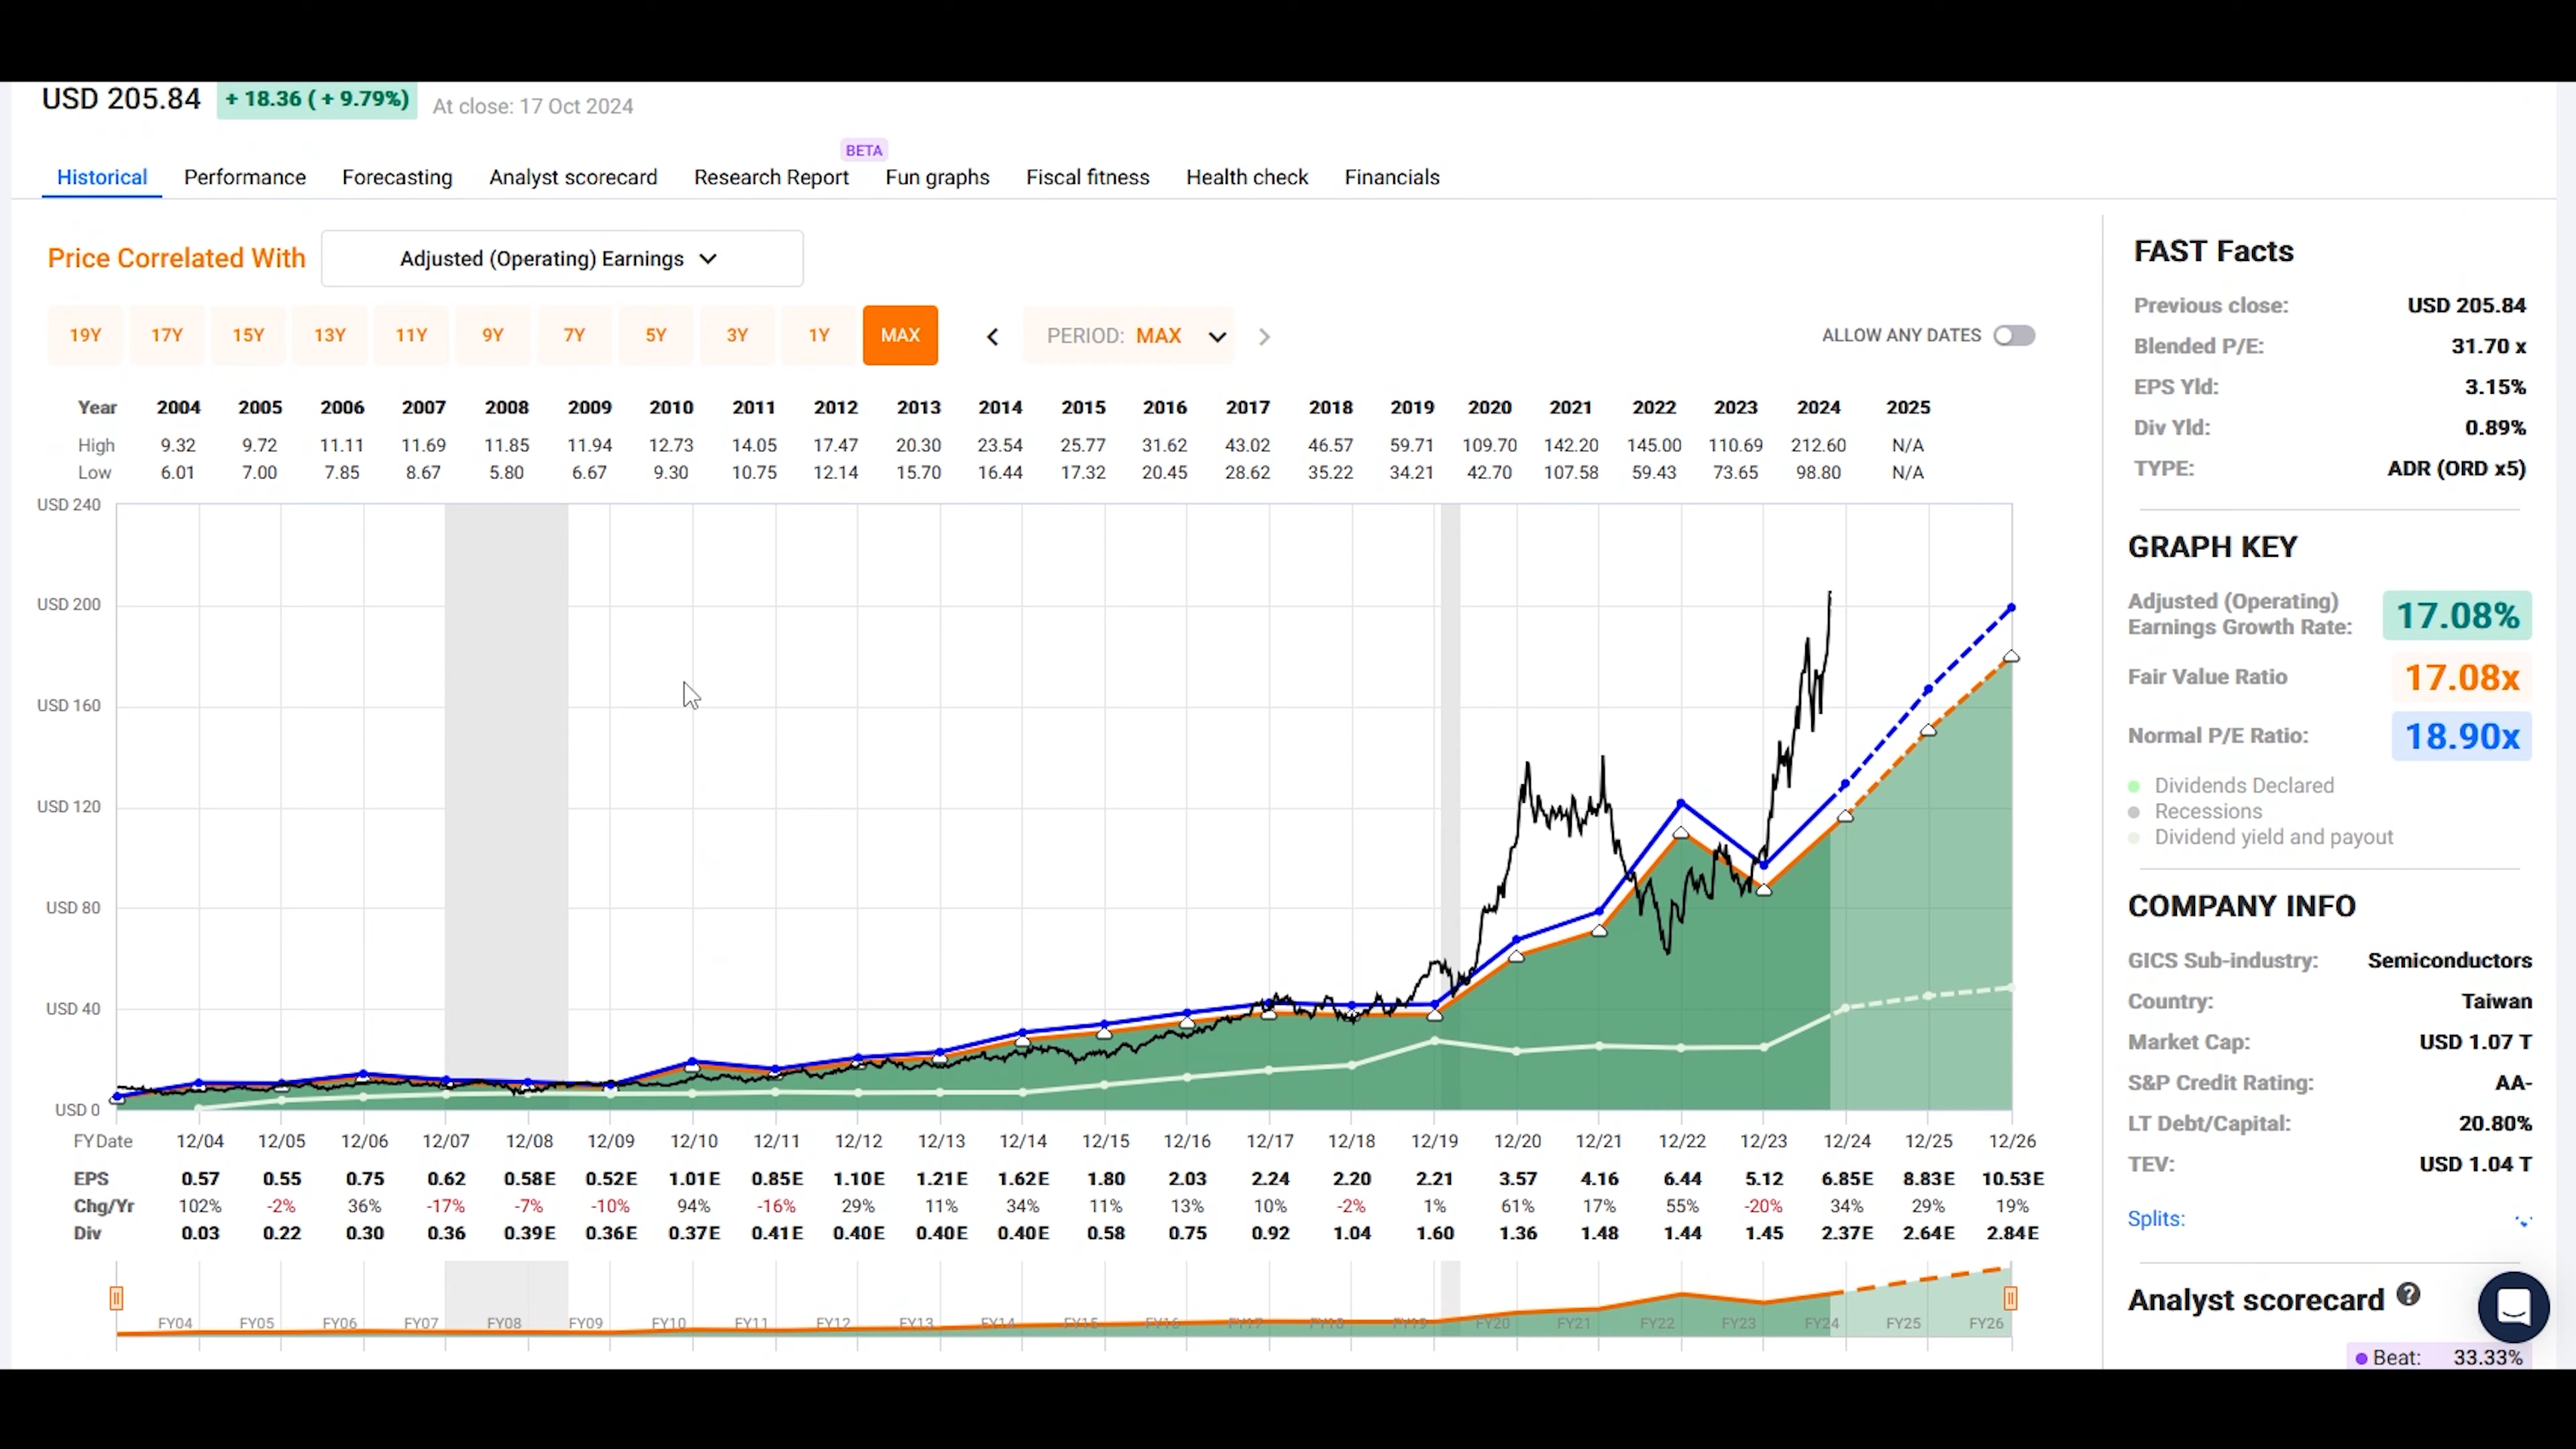 USD 205.84 + 18.36 ( + 9.79%) At close: 17 Oct 2024
BETA
Historical Performance Forecasting Analyst scorecard Research Report Fun graphs Fiscal fitness Health check Financials
Price Correlated With Adjusted (Operating) Earnings
19Y 17Y 15Y 13Y 11Y 9Y 7Y 5Y 3Y 1Y MAX PERIOD: MAX ALLOW ANY DATES
Year 2004 2005 2006 2007 2008 2009 2010 2011 2012 2013 2014 2015 2016 2017 2018 2019 2020 2021 2022 2023 2024 2025
High 9.32 9.72 11.11 11.69 11.85 11.94 12.73 14.05 17.47 20.30 23.54 25.77 31.62 43.02 46.57 59.71 109.70 142.20 145.00 110.69 212.60 N/A
Low 6.01 7.00 7.85 8.67 5.80 6.67 9.30 10.75 12.14 15.70 16.44 17.32 20.45 28.62 35.22 34.21 42.70 107.58 59.43 73.65 98.80 N/A
USD 240
USD 200
USD 160
USD 120
USD 80
USD 40
USD 0
FY Date 12/04 12/05 12/06 12/07 12/08 12/09 12/10 12/11 12/12 12/13 12/14 12/15 12/16 12/17 12/18 12/19 12/20 12/21 12/22 12/23 12/24 12/25 12/26
EPS 0.57 0.55 0.75 0.62 0.58E 0.52E 1.01E 0.85E 1.10E 1.21E 1.62E 1.80 2.03 2.24 2.20 2.21 3.57 4.16 6.44 5.12 6.85E 8.83E 10.53E
Chg/Yr 102% -2% 36% -17% -7% -10% 94% -16% 29% 11% 34% 11% 13% 10% -2% 1% 61% 17% 55% -20% 34% 29% 19%
Div 0.03 0.22 0.30 0.36 0.39E 0.36E 0.37E 0.41E 0.40E 0.40E 0.40E 0.58 0.75 0.92 1.04 1.60 1.36 1.48 1.44 1.45 2.37E 2.64E 2.84E
FY04 FY05 FY06 FY07 FY08 FY09 FY10 FY11 FY12 FY13 FY14 FY15 FY16 FY17 FY18 FY19 FY20 FY21 FY22 FY23 FY24 FY25 FY26
FAST Facts
Previous close: USD 205.84
Blended P/E: 31.70 x
EPS Yld: 3.15%
Div Yld: 0.89%
TYPE: ADR (ORD x5)
GRAPH KEY
Adjusted (Operating)
Earnings Growth Rate: 17.08%
Fair Value Ratio 17.08x
Normal P/E Ratio: 18.90x
Dividends Declared
Recessions
Dividend yield and payout
COMPANY INFO
GICS Sub-industry: Semiconductors
Country: Taiwan
Market Cap: USD 1.07 T
S&P Credit Rating: AA-
LT Debt/Capital: 20.80%
TEV: USD 1.04 T
Splits:
Analyst scorecard ?
Beat: 33.33%